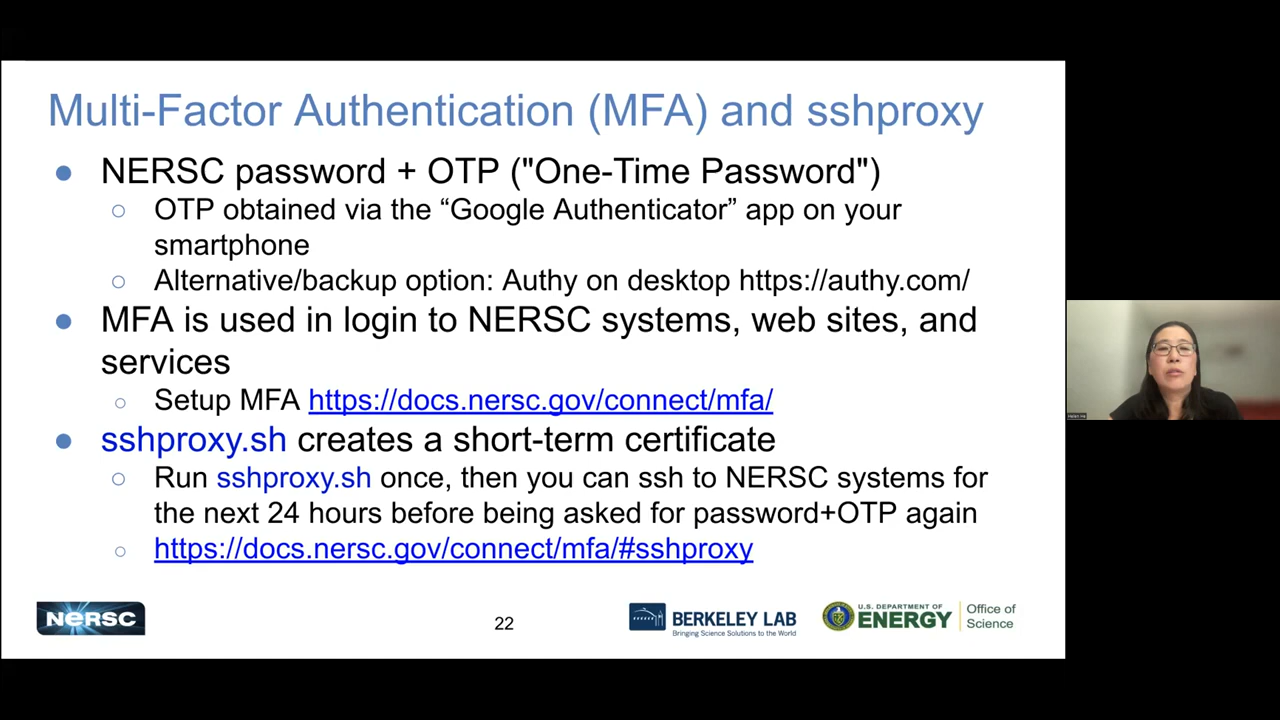 Multi-Factor Authentication (MFA) and sshproxy
● NERSC password + OTP ("One-Time Password")
○ OTP obtained via the “Google Authenticator” app on your
smartphone
○ Alternative/backup option: Authy on desktop https://authy.com/
● MFA is used in login to NERSC systems, web sites, and
services
○ Setup MFA https://docs.nersc.gov/connect/mfa/
● sshproxy.sh creates a short-term certificate
○ Run sshproxy.sh once, then you can ssh to NERSC systems for
the next 24 hours before being asked for password+OTP again
○ https://docs.nersc.gov/connect/mfa/#sshproxy
NERSC
22
BERKELEY LAB
Bringing Science Solutions to the World
U.S. DEPARTMENT OF
ENERGY
Office of
Science
Helen He